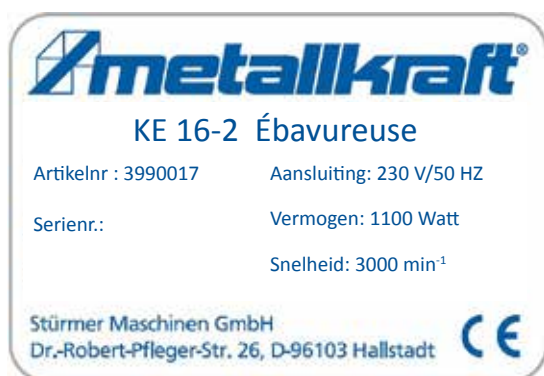 metallkraft®
KE 16-2 Ébavureuse
Artikelnr : 3990017
Aansluiting: 230 V/50 HZ
Serienr.:
Vermogen: 1100 Watt
Snelheid: 3000 min⁻¹
Stürmer Maschinen GmbH
Dr.-Robert-Pfleger-Str. 26, D-96103 Hallstadt
CE